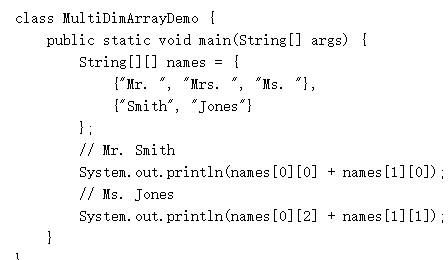 class MultiDimArrayDemo {
    public static void main(String[] args) {
        String[][] names = {
            {"Mr. ", "Mrs. ", "Ms. "},
            {"Smith", "Jones"}
        };
        // Mr. Smith
        System.out.println(names[0][0] + names[1][0]);
        // Ms. Jones
        System.out.println(names[0][2] + names[1][1]);
    }
}